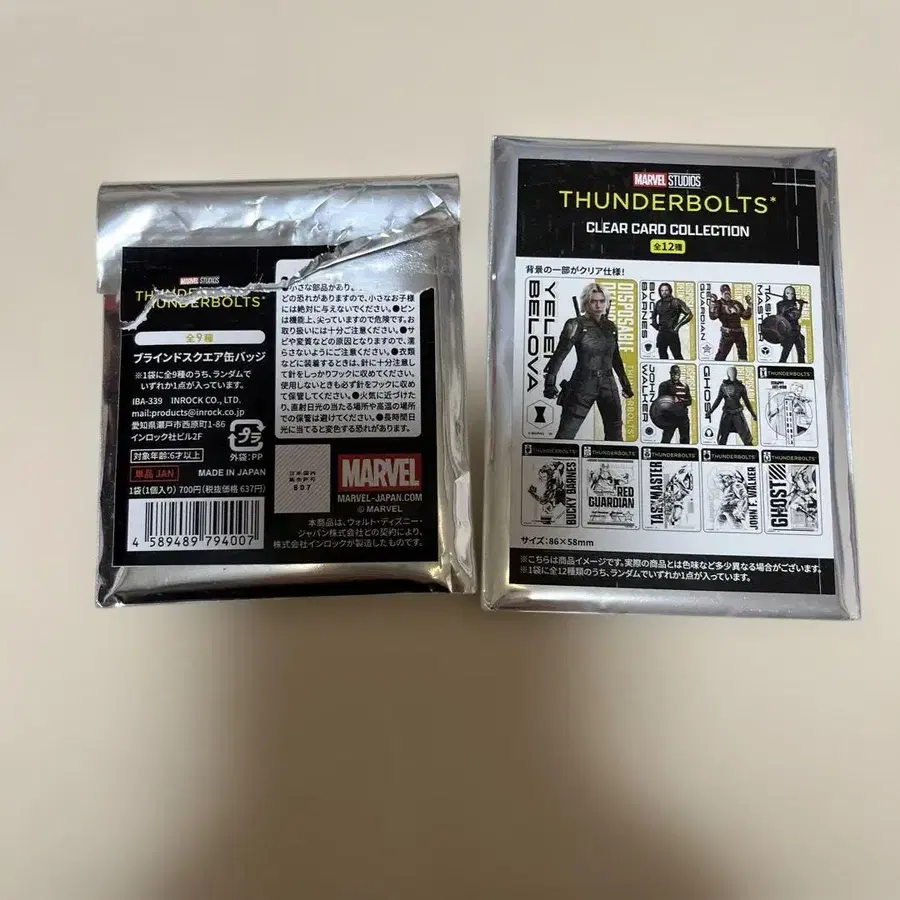 MARVEL STUDIOS
THUNDERBOLTS*
全9種
ブラインドスクエア缶バッジ
※1袋に全9種のうち、ランダムで
いずれか1点が入っています。
IBA-339 INROCK CO., LTD.
mail:products@inrock.co.jp
愛知県瀬戸市西原町1-86
インロック社ビル2F
プラ
外袋:PP
対象年齢:6才以上
単品 JAN MADE IN JAPAN
1袋(1個入り) 700円(税抜価格 637円)
4 589489 794007
小さな部品があり、
どの恐れがありますので、小さなお子様
には絶対に与えないでください。●ピン
は機能上、尖っていますので危険です。お
取り扱いには十分ご注意ください。●サ
ビや変質などの原因となりますので、濡
らさないようにご注意ください。●衣類
などに装着するときは、針に十分注意して
針をしっかりフックに収めてください。
使用しないときも必ず針をフックに収め
て保管してください。●火気に近づけた
り、直射日光の当たる場所や高温の場所
での保管は避けてください。●長時間日
光に当てると変色する恐れがあります。
日本国内
販売許可
607
MARVEL
MARVEL-JAPAN.COM
© MARVEL
本商品は、ウォルト・ディズニー・
ジャパン株式会社との契約により、
株式会社インロックが製造したものです。
MARVEL STUDIOS
THUNDERBOLTS*
CLEAR CARD COLLECTION
全12種
背景の一部がクリア仕様!
YELENA BELOVA
DISPOSABLE
THUNDERBOLTS*
BUCKY BARNES
RED GUARDIAN
TASKMASTER
JOHN F. WALKER
GHOST
THUNDERBOLTS*
BUCKY BARNES
RED GUARDIAN
TASKMASTER
JOHN F. WALKER
GHOST
サイズ:86×58mm
※こちらは商品イメージです。実際の商品とは色味など多少異なる場合がございます。
※1袋に全12種類のうち、ランダムでいずれか1点が入っています。